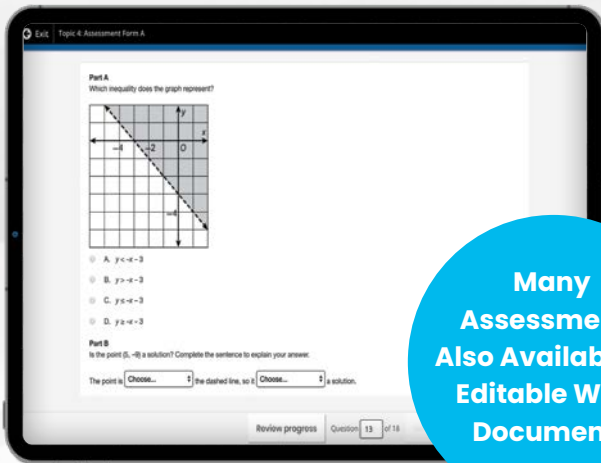 Exit Topic 4: Assessment Form A
Part A
Which inequality does the graph represent?
y
x
−4 −2 0
−4
A. y < -x - 3
B. y > -x - 3
C. y ≤ -x - 3
D. y ≥ -x - 3
Part B
Is the point (5, -9) a solution? Complete the sentence to explain your answer.
The point is Choose... the dashed line, so it Choose... a solution.
Review progress Question 13 of 18
Many
Assessme
Also Availab
Editable W
Documen